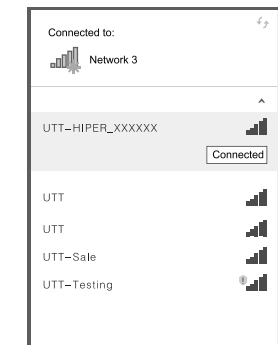 Connected to:
Network 3
UTT-HIPER_XXXXXX
Connected
UTT
UTT
UTT-Sale
UTT-Testing